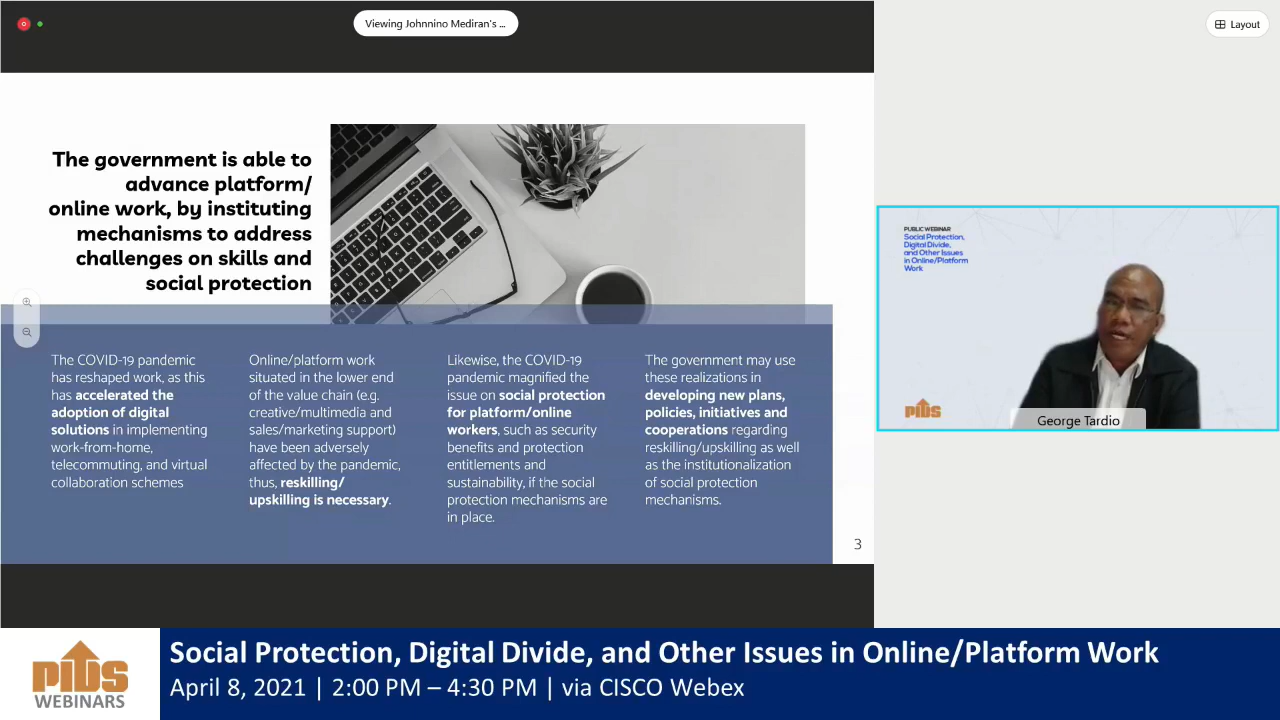 Viewing Johnnino Mediran's ...
Layout
The government is able to
advance platform/
online work, by instituting
mechanisms to address
challenges on skills and
social protection
The COVID-19 pandemic
has reshaped work, as this
has accelerated the
adoption of digital
solutions in implementing
work-from-home,
telecommuting, and virtual
collaboration schemes
Online/platform work
situated in the lower end
of the value chain (e.g.
creative/multimedia and
sales/marketing support)
have been adversely
affected by the pandemic,
thus, reskilling/
upskilling is necessary.
Likewise, the COVID-19
pandemic magnified the
issue on social protection
for platform/online
workers, such as security
benefits and protection
entitlements and
sustainability, if the social
protection mechanisms are
in place.
The government may use
these realizations in
developing new plans,
policies, initiatives and
cooperations regarding
reskilling/upskilling as well
as the institutionalization
of social protection
mechanisms.
3
PUBLIC WEBINAR
Social Protection,
Digital Divide,
and Other Issues
in Online/Platform
Work
PIDS
George Tardio
PIDS
WEBINARS
Social Protection, Digital Divide, and Other Issues in Online/Platform Work
April 8, 2021 | 2:00 PM – 4:30 PM | via CISCO Webex